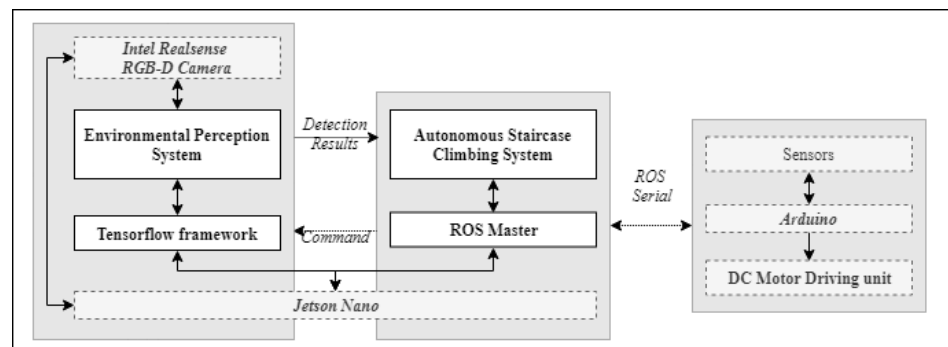 Intel Realsense
RGB-D Camera
Environmental Perception
System
Tensorflow framework
Detection
Results
Command
Autonomous Staircase
Climbing System
ROS Master
Jetson Nano
ROS
Serial
Sensors
Arduino
DC Motor Driving unit